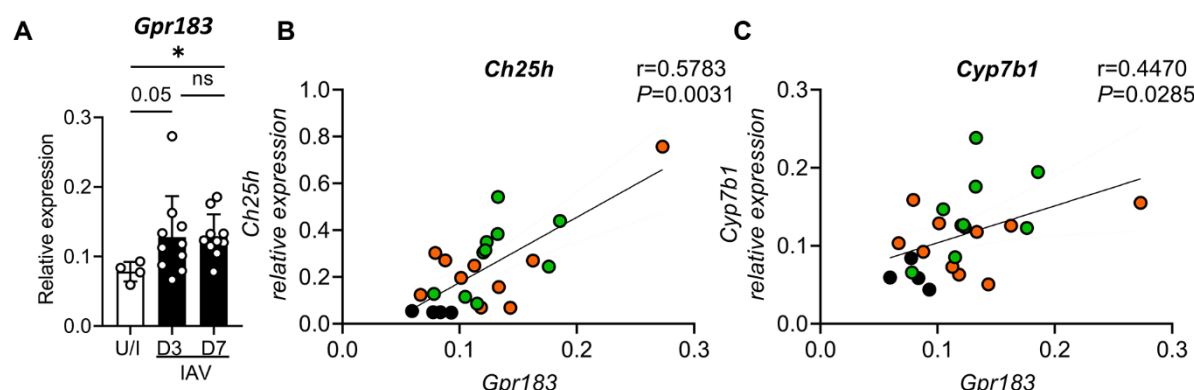 A
Gpr183
*
ns
0.05
0.3
0.2
0.1
0.0
Relative expression
U/I D3 D7
IAV
B
Ch25h
r=0.5783
P=0.0031
1.0
0.8
0.6
0.4
0.2
0.0
Ch25h
relative expression
0.0 0.1 0.2 0.3
Gpr183
C
Cyp7b1
r=0.4470
P=0.0285
0.3
0.2
0.1
0.0
Cyp7b1
relative expression
0.0 0.1 0.2 0.3
Gpr183